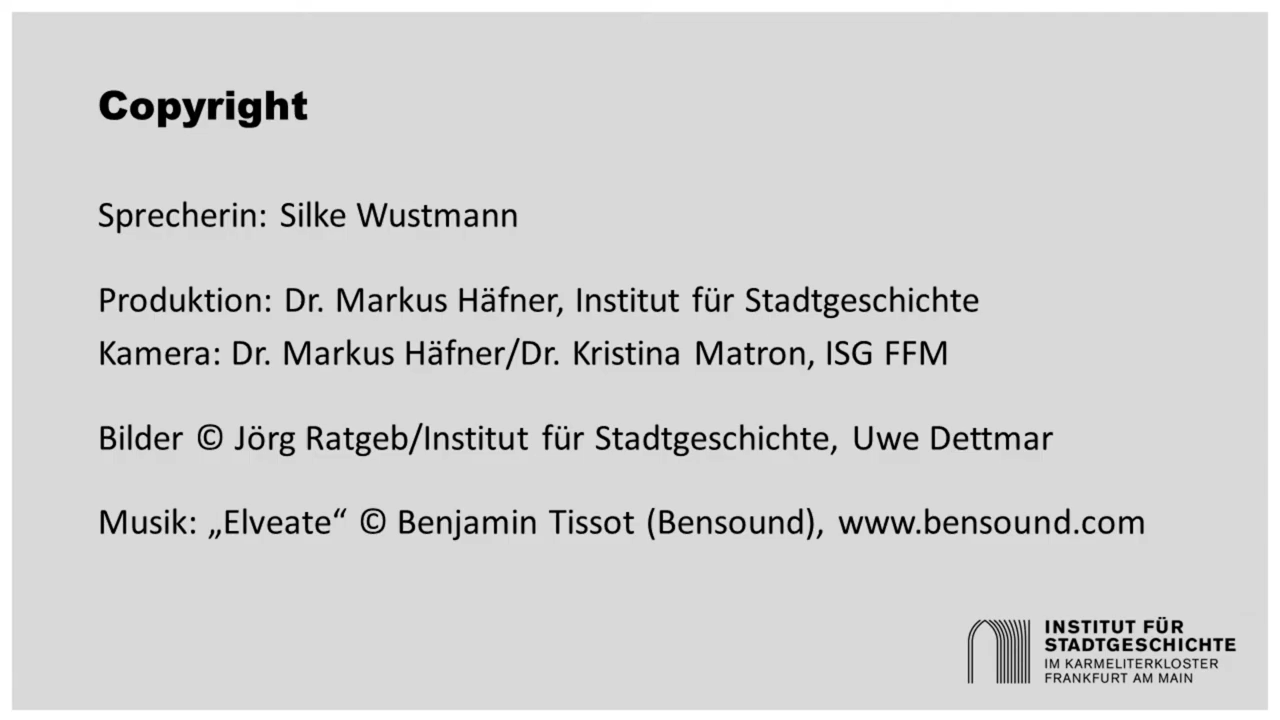 Copyright
Sprecherin: Silke Wustmann
Produktion: Dr. Markus Häfner, Institut für Stadtgeschichte
Kamera: Dr. Markus Häfner/Dr. Kristina Matron, ISG FFM
Bilder © Jörg Ratgeb/Institut für Stadtgeschichte, Uwe Dettmar
Musik: „Elveate“ © Benjamin Tissot (Bensound), www.bensound.com
INSTITUT FÜR
STADTGESCHICHTE
IM KARMELITERKLOSTER
FRANKFURT AM MAIN